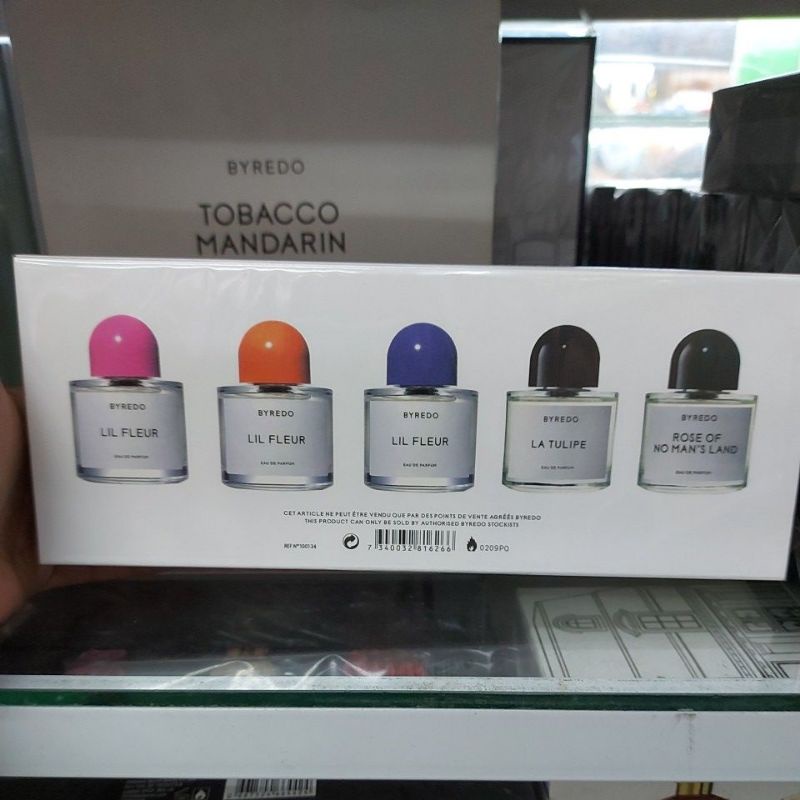 BYREDO
TOBACCO
MANDARIN
BYREDO
LIL FLEUR
EAU DE PARFUM
BYREDO
LIL FLEUR
EAU DE PARFUM
BYREDO
LIL FLEUR
EAU DE PARFUM
BYREDO
LA TULIPE
EAU DE PARFUM
BYREDO
ROSE OF
NO MAN'S LAND
EAU DE PARFUM
CET ARTICLE NE PEUT ÊTRE VENDU QUE PAR DES POINTS DE VENTE AGRÉÉS BYREDO
THIS PRODUCT CAN ONLY BE SOLD BY AUTHORISED BYREDO STOCKISTS
REF N° 100134
7 340032 816266
0209PO